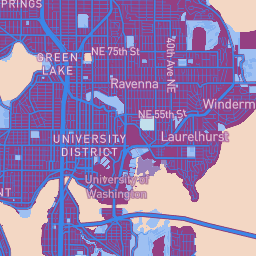 SPRINGS
NE 75th St
GREEN
LAKE
40th Ave NE
Ravenna
Winderm
NE 55th St
UNIVERSITY
DISTRICT
Laurelhurst
University of
Washington
NT